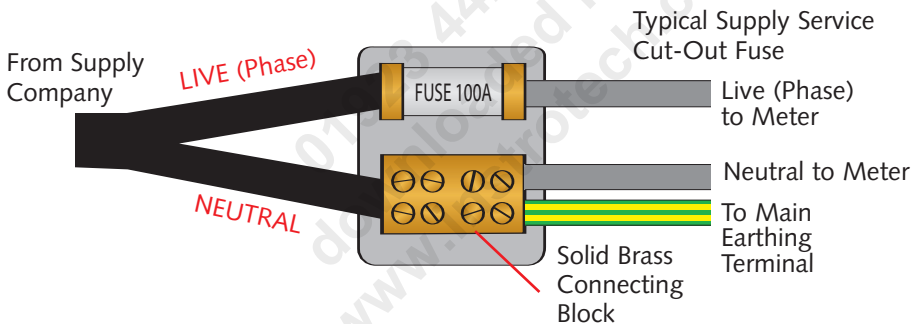 Typical Supply Service
Cut-Out Fuse
From Supply
Company
LIVE (Phase)
FUSE 100A
Live (Phase)
to Meter
Neutral to Meter
NEUTRAL
To Main
Earthing
Terminal
Solid Brass
Connecting
Block